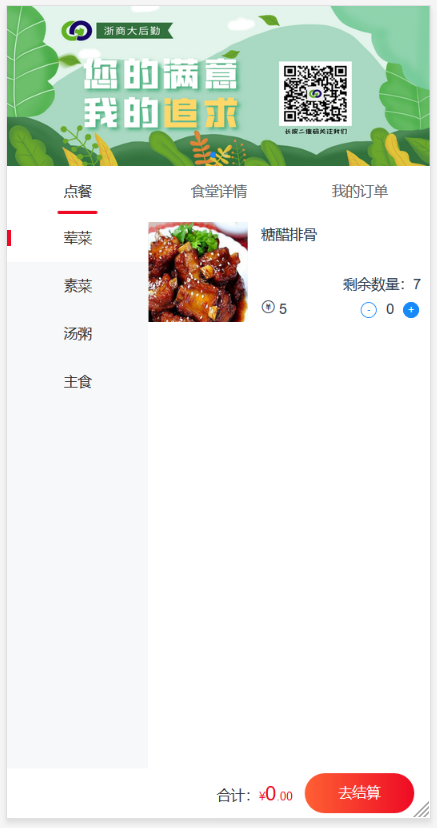 浙商大后勤
您的满意
我的追求
长按二维码关注我们
点餐 食堂详情 我的订单
荤菜
素菜
汤粥
主食
糖醋排骨
剩余数量：7
¥ 5
- 0 +
合计：¥0.00 去结算